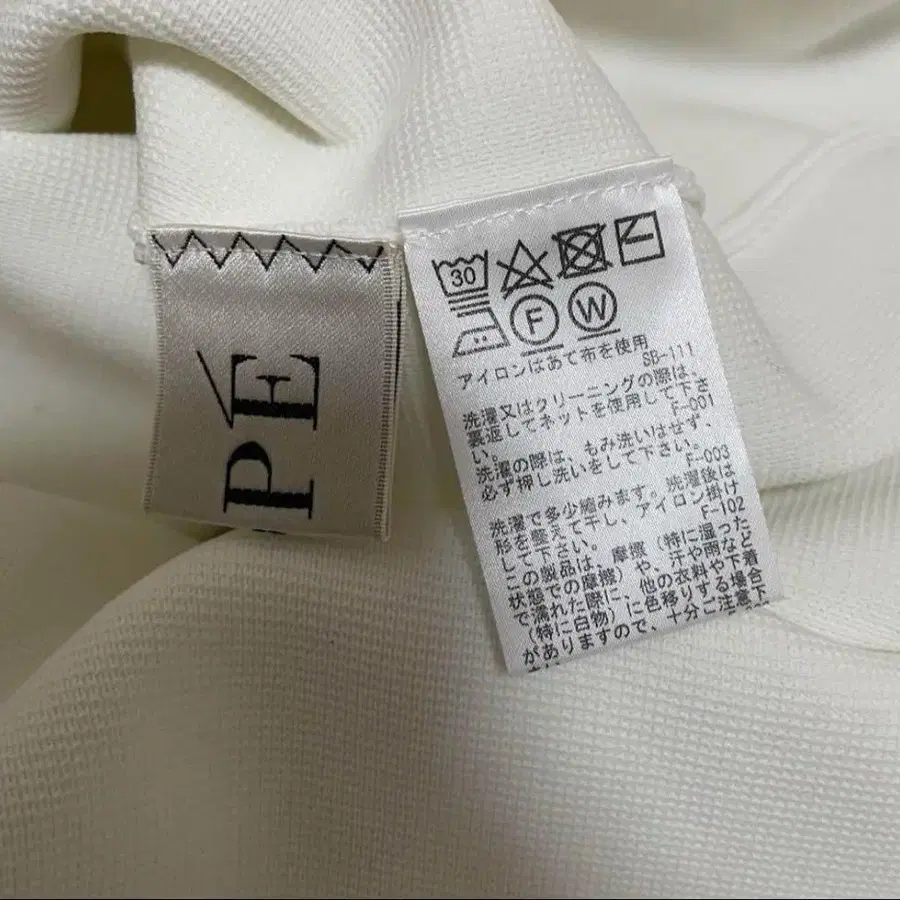 PÉ
30
F
W
アイロンはあて布を使用
SB-111
洗濯又はクリーニングの際は、
裏返してネットを使用して下さ
い。
F-001
洗濯の際は、もみ洗いはせず、
必ず押し洗いをして下さい。
F-003
洗濯で多少縮みます。洗濯後は
形を整えて干し、アイロン掛け
して下さい。
F-102
この製品は、摩擦（特に湿った
状態での摩擦）や、汗や雨など
で濡れた際に、他の衣料や下着
（特に白物）に色移りする場合
がありますので、十分ご注意下